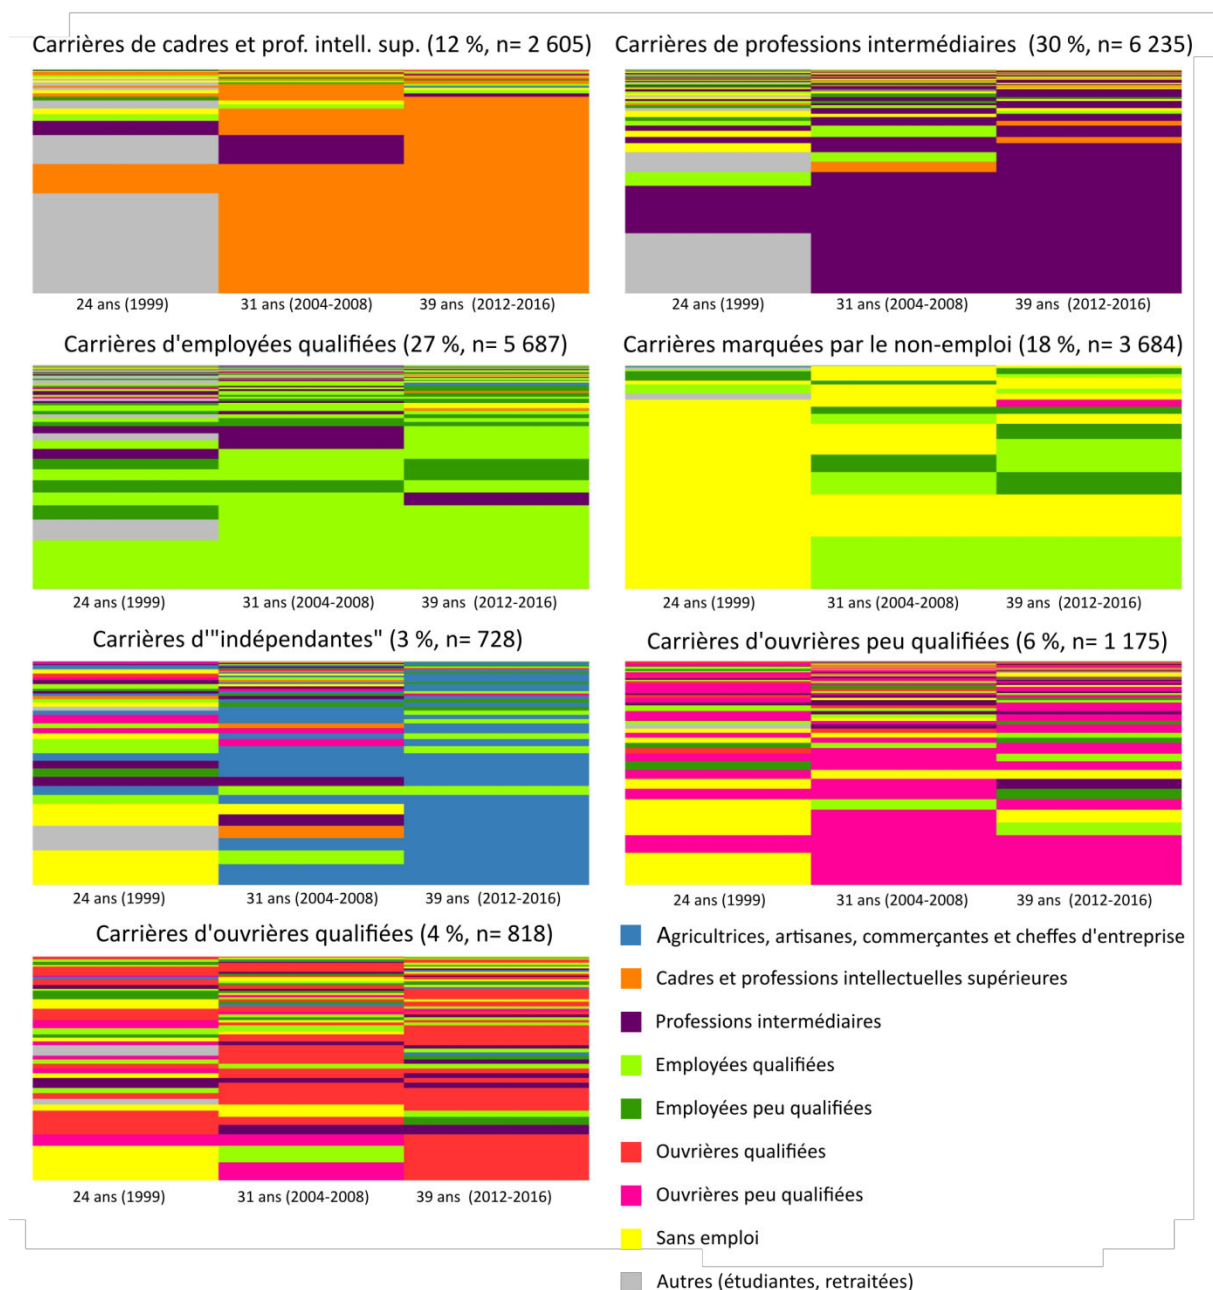 Carrières de cadres et prof. intell. sup. (12 %, n= 2 605)
24 ans (1999) 31 ans (2004-2008) 39 ans (2012-2016)
Carrières de professions intermédiaires (30 %, n= 6 235)
24 ans (1999) 31 ans (2004-2008) 39 ans (2012-2016)
Carrières d'employées qualifiées (27 %, n= 5 687)
24 ans (1999) 31 ans (2004-2008) 39 ans (2012-2016)
Carrières marquées par le non-emploi (18 %, n= 3 684)
24 ans (1999) 31 ans (2004-2008) 39 ans (2012-2016)
Carrières d'"indépendantes" (3 %, n= 728)
24 ans (1999) 31 ans (2004-2008) 39 ans (2012-2016)
Carrières d'ouvrières peu qualifiées (6 %, n= 1 175)
24 ans (1999) 31 ans (2004-2008) 39 ans (2012-2016)
Carrières d'ouvrières qualifiées (4 %, n= 818)
24 ans (1999) 31 ans (2004-2008) 39 ans (2012-2016)
Agricultrices, artisanes, commerçantes et cheffes d'entreprise
Cadres et professions intellectuelles supérieures
Professions intermédiaires
Employées qualifiées
Employées peu qualifiées
Ouvrières qualifiées
Ouvrières peu qualifiées
Sans emploi
Autres (étudiantes, retraitées)